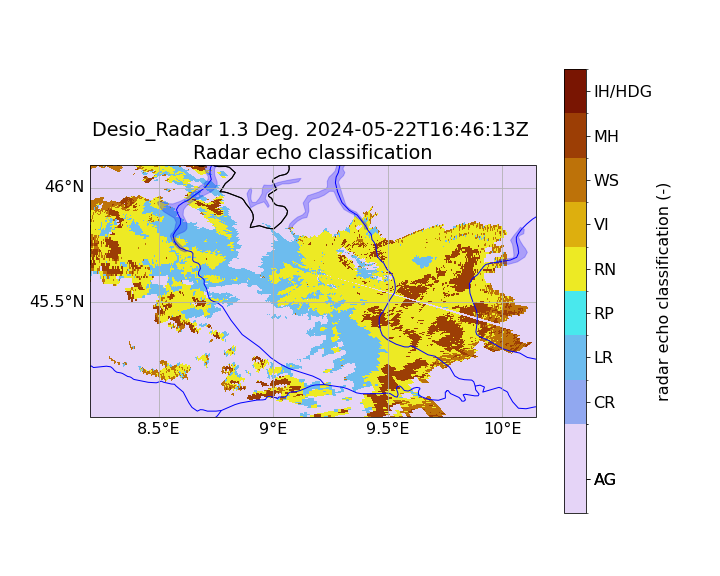 Desio_Radar 1.3 Deg. 2024-05-22T16:46:13Z
Radar echo classification
46°N
45.5°N
8.5°E
9°E
9.5°E
10°E
IH/HDG
MH
WS
VI
RN
RP
LR
CR
AG
radar echo classification (-)